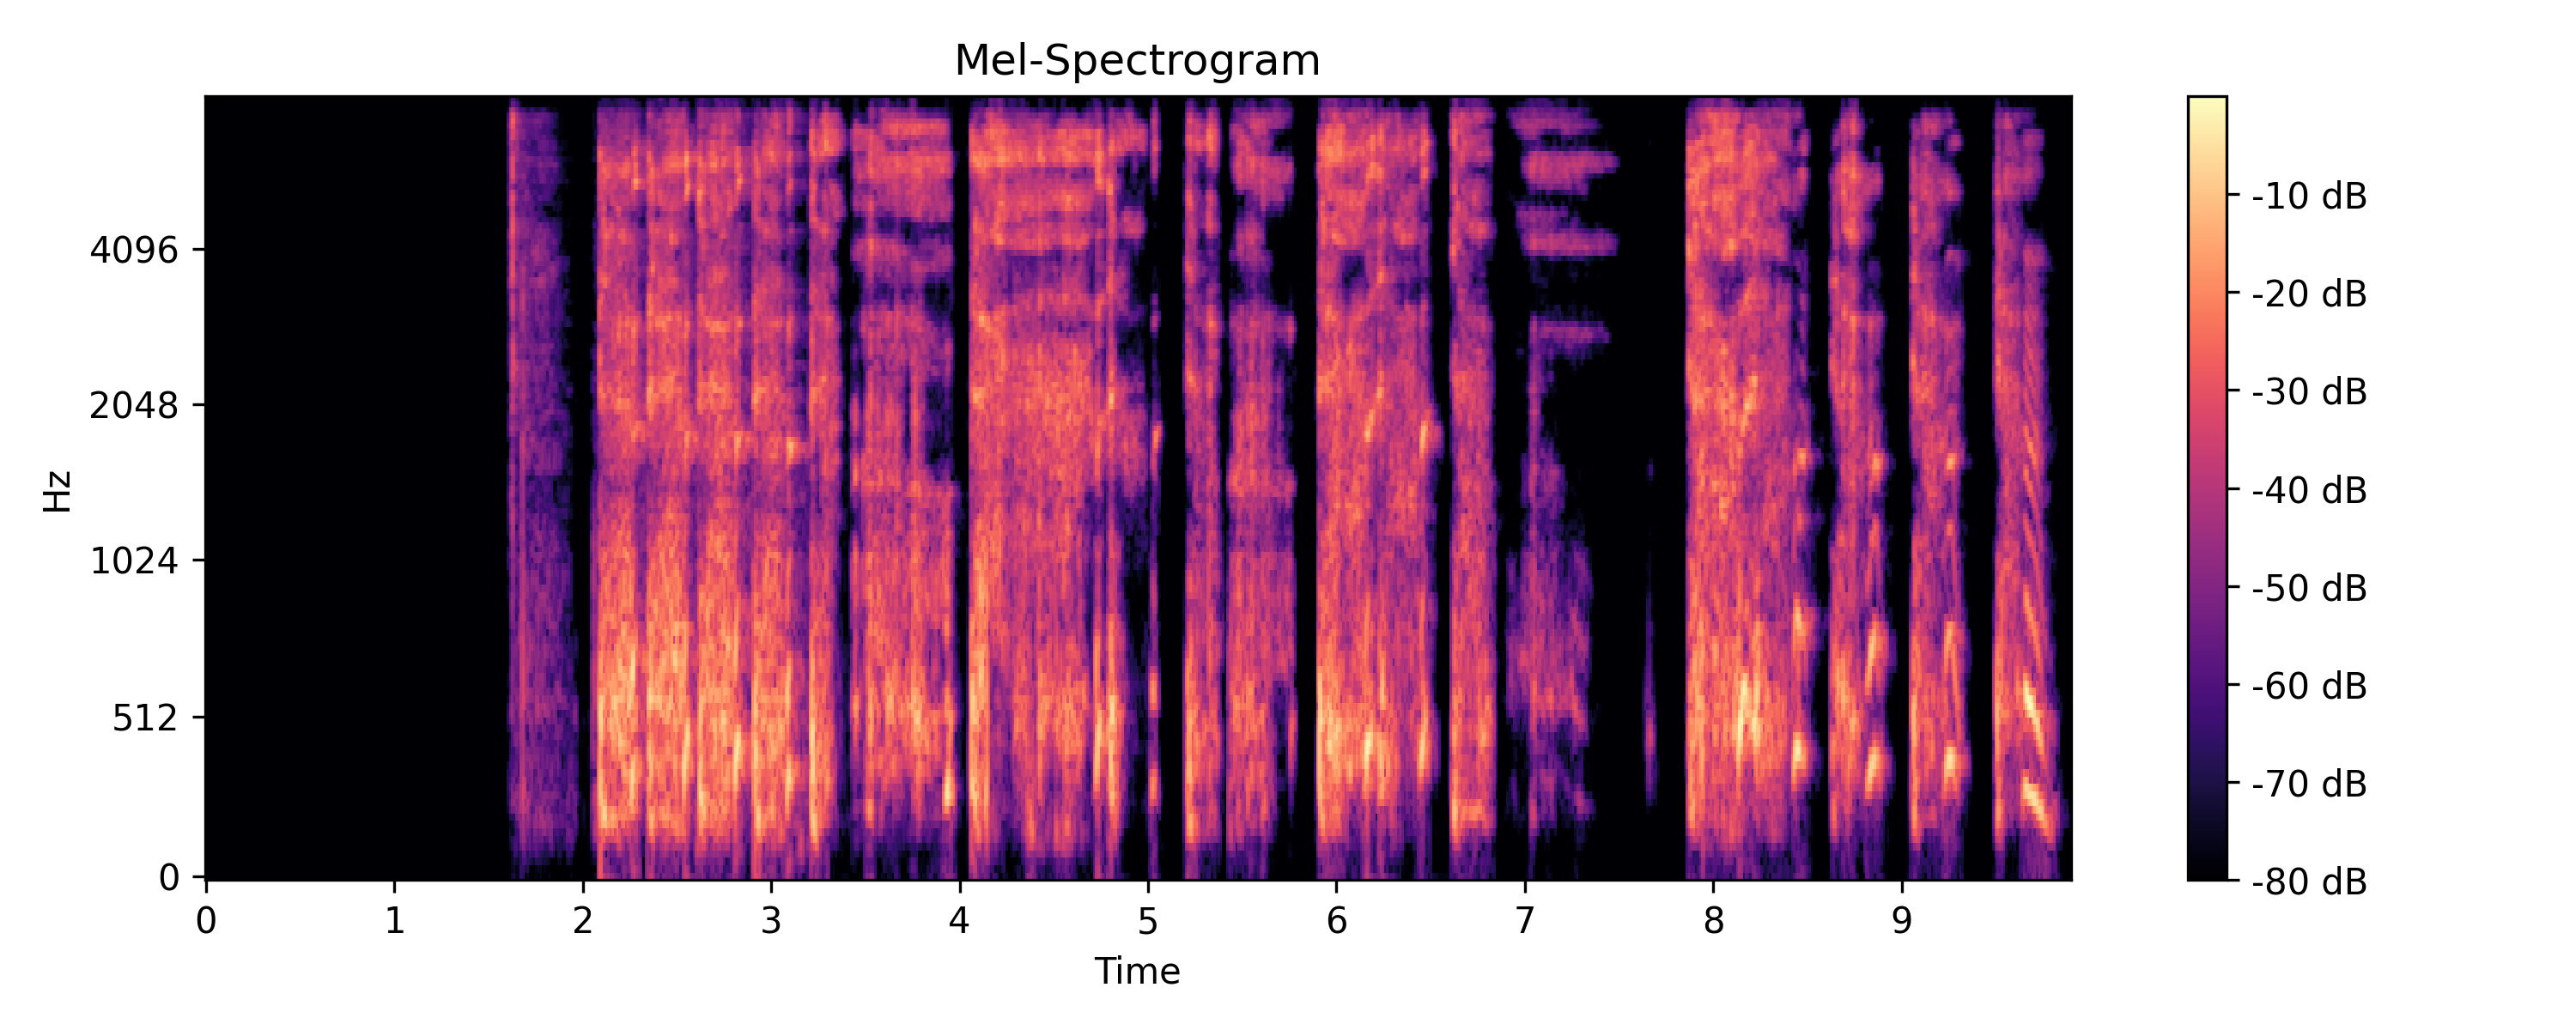 Mel-Spectrogram
Hz
4096
2048
1024
512
0
0 1 2 3 4 5 6 7 8 9
Time
-10 dB
-20 dB
-30 dB
-40 dB
-50 dB
-60 dB
-70 dB
-80 dB